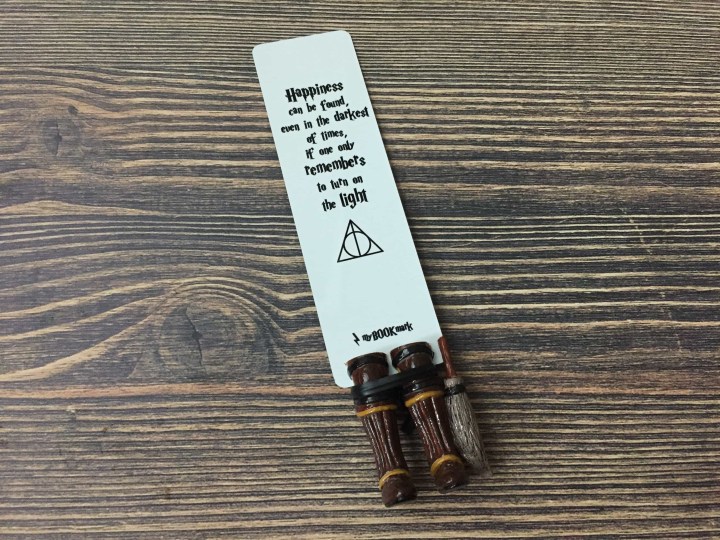 Happiness
can be found,
even in the darkest
of times,
if one only
remembers
to turn on
the light
myBOOKmark